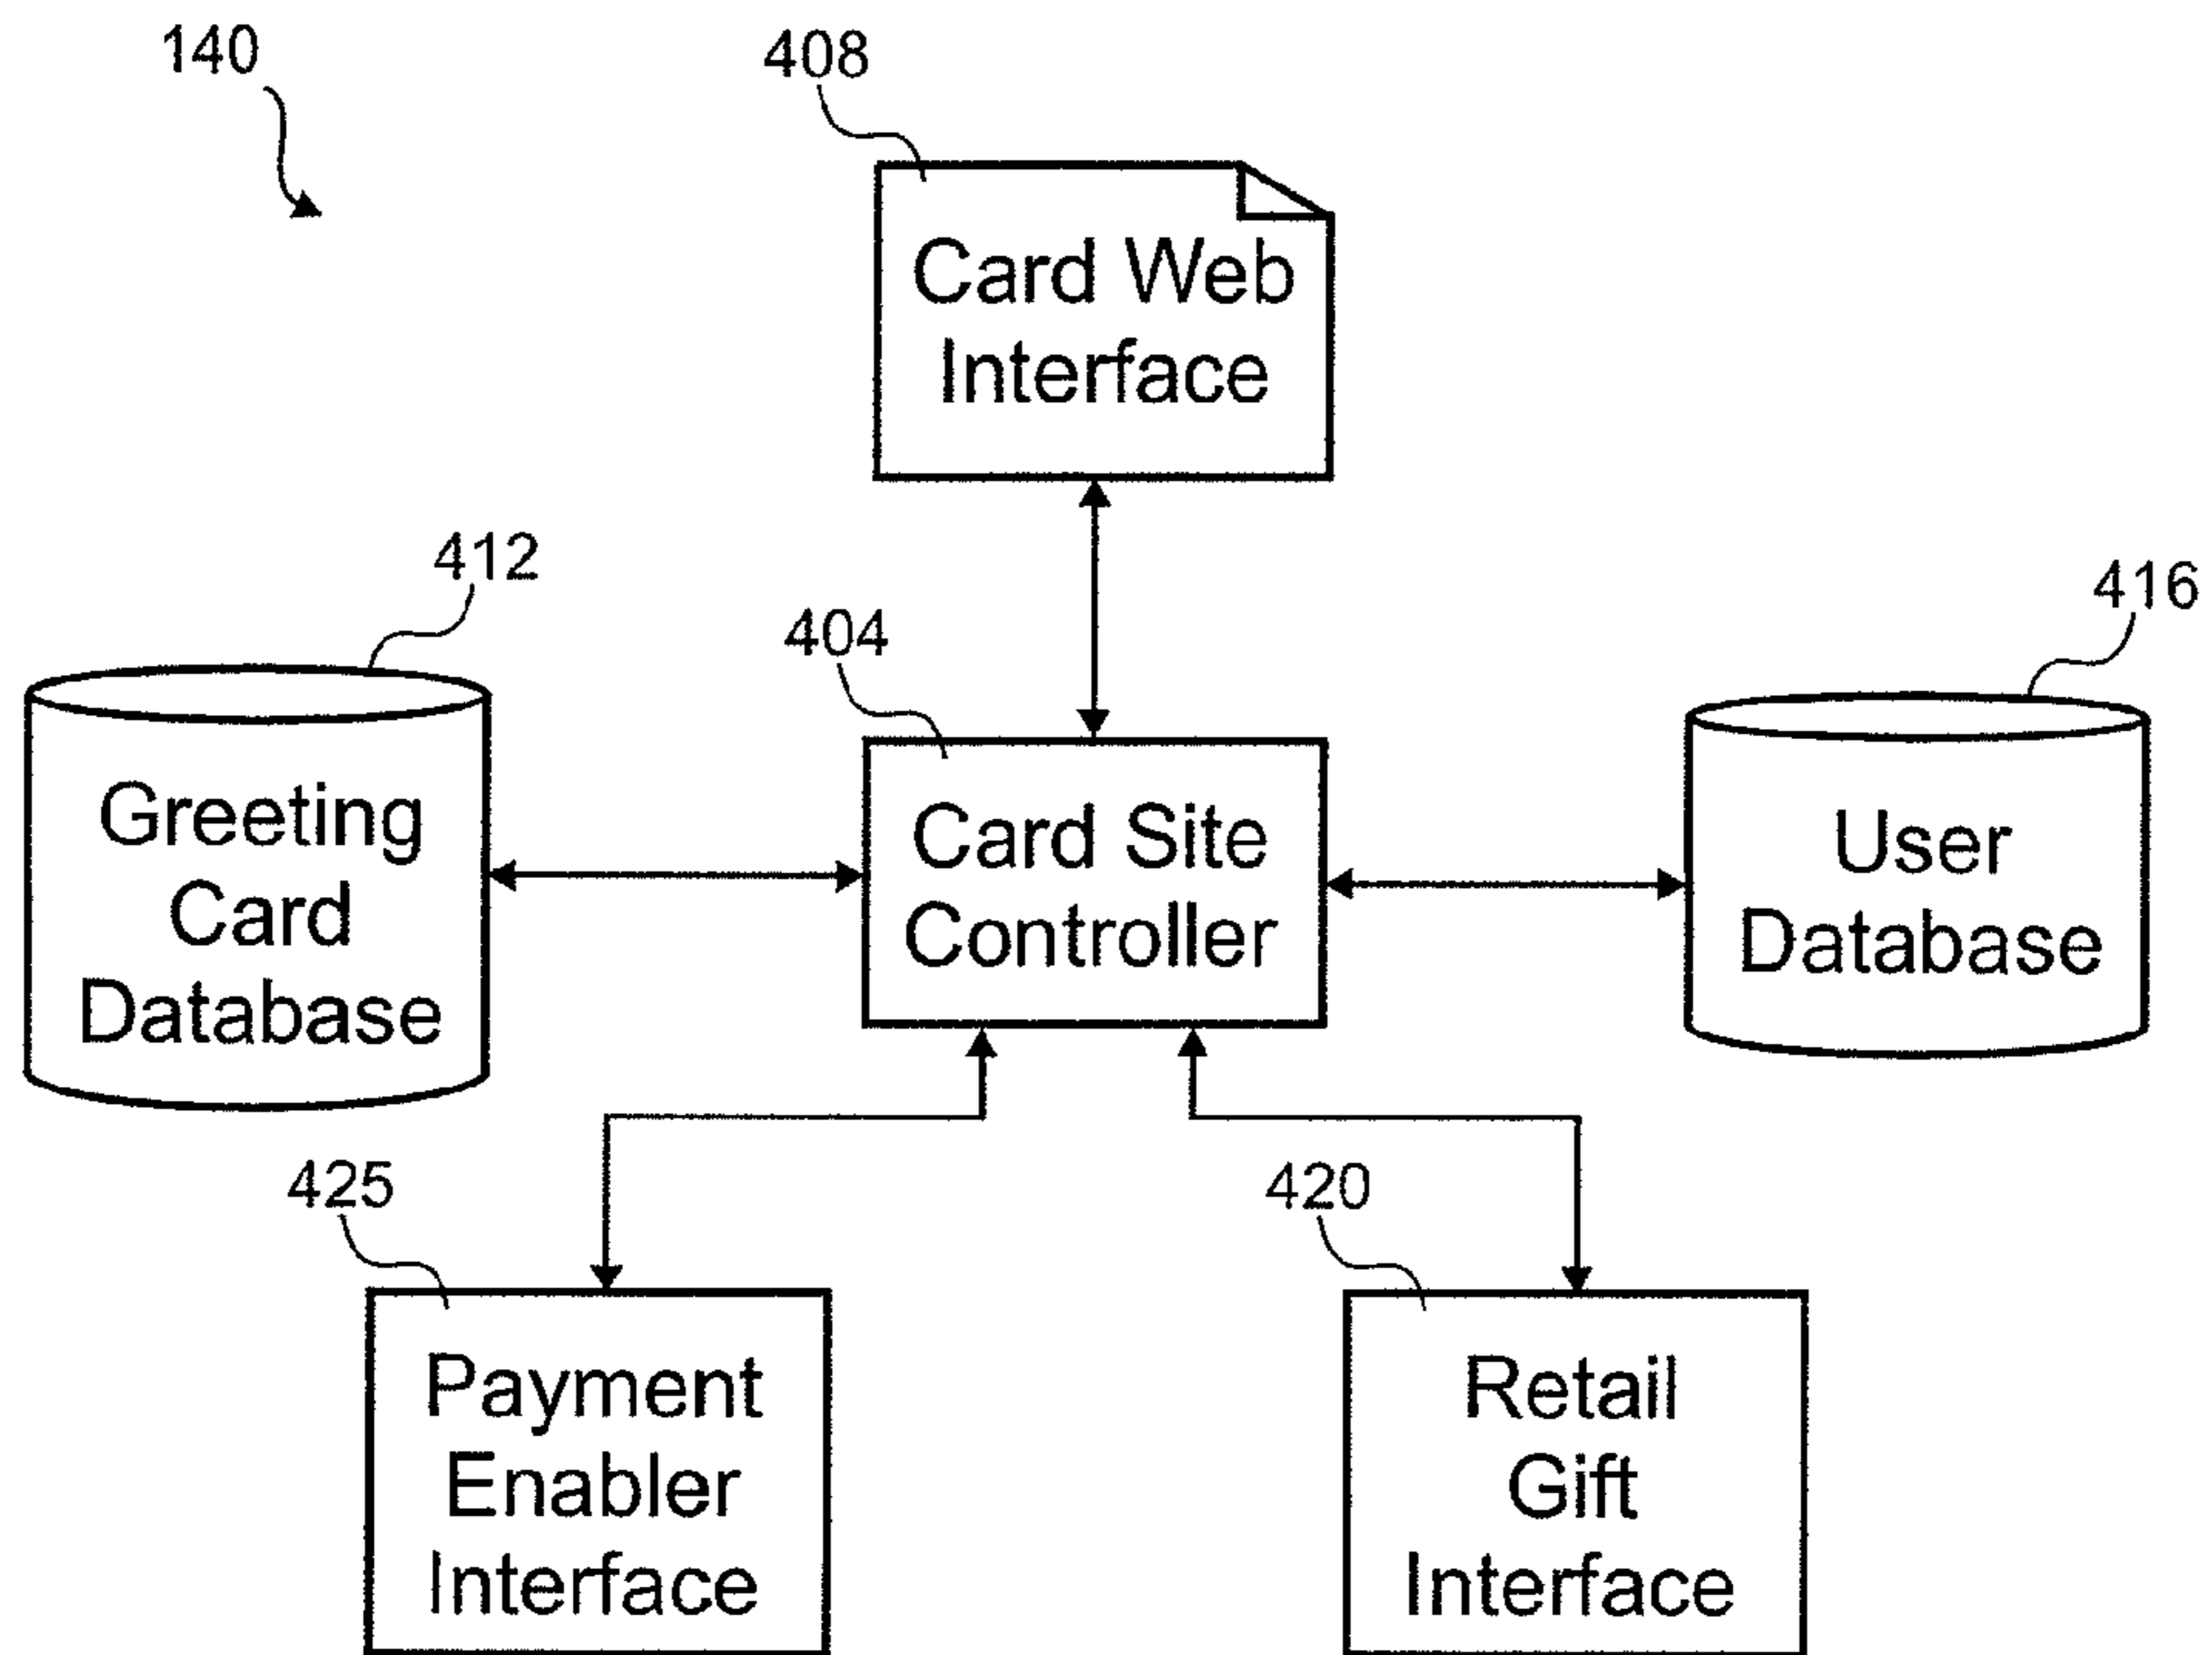 140
408
Card Web
Interface
412
416
404
Greeting
Card
Database
Card Site
Controller
User
Database
425
420
Payment
Enabler
Interface
Retail
Gift
Interface